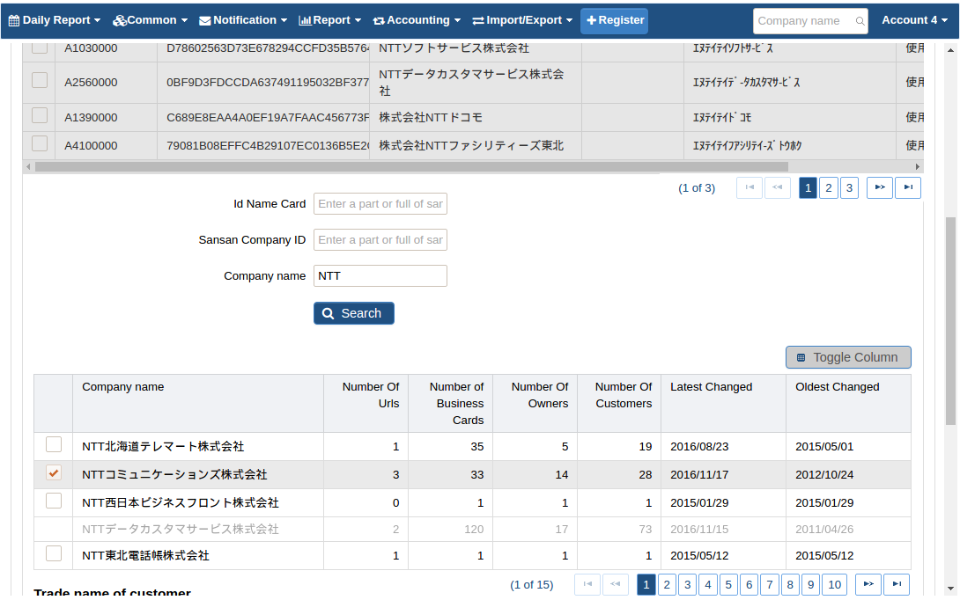 Daily Report Common Notification Report Accounting Import/Export +Register Company name Account 4
A1030000 D78602563D73E678294CCFD35B576 NTTソフトサービス株式会社 ｴﾇﾃｨﾃｨｿﾌﾄｻｰﾋﾞｽ 使用
A2560000 0BF9D3FDCCDA637491195032BF377 NTTデータカスタマサービス株式会社 ｴﾇﾃｨﾃｨﾃﾞｰﾀｶｽﾀﾏｻｰﾋﾞｽ 使用
A1390000 C689E8EAA4A0EF19A7FAAC456773F 株式会社NTTドコモ ｴﾇﾃｨﾃｨﾄﾞｺﾓ 使用
A4100000 79081B08EFFC4B29107EC0136B5E2 株式会社NTTファシリティーズ東北 ｴﾇﾃｨﾃｨﾌｧｼﾘﾃｨｰｽﾞﾄｳﾎｸ 使用
(1 of 3) 1 2 3
Id Name Card Enter a part or full of sar
Sansan Company ID Enter a part or full of sar
Company name NTT
Search
Toggle Column
Company name Number Of Urls Number of Business Cards Number Of Owners Number Of Customers Latest Changed Oldest Changed
NTT北海道テレマート株式会社 1 35 5 19 2016/08/23 2015/05/01
NTTコミュニケーションズ株式会社 3 33 14 28 2016/11/17 2012/10/24
NTT西日本ビジネスフロント株式会社 0 1 1 1 2015/01/29 2015/01/29
NTTデータカスタマサービス株式会社 2 120 17 73 2016/11/15 2011/04/26
NTT東北電話帳株式会社 1 1 1 1 2015/05/12 2015/05/12
(1 of 15) 1 2 3 4 5 6 7 8 9 10
Trade name of customer